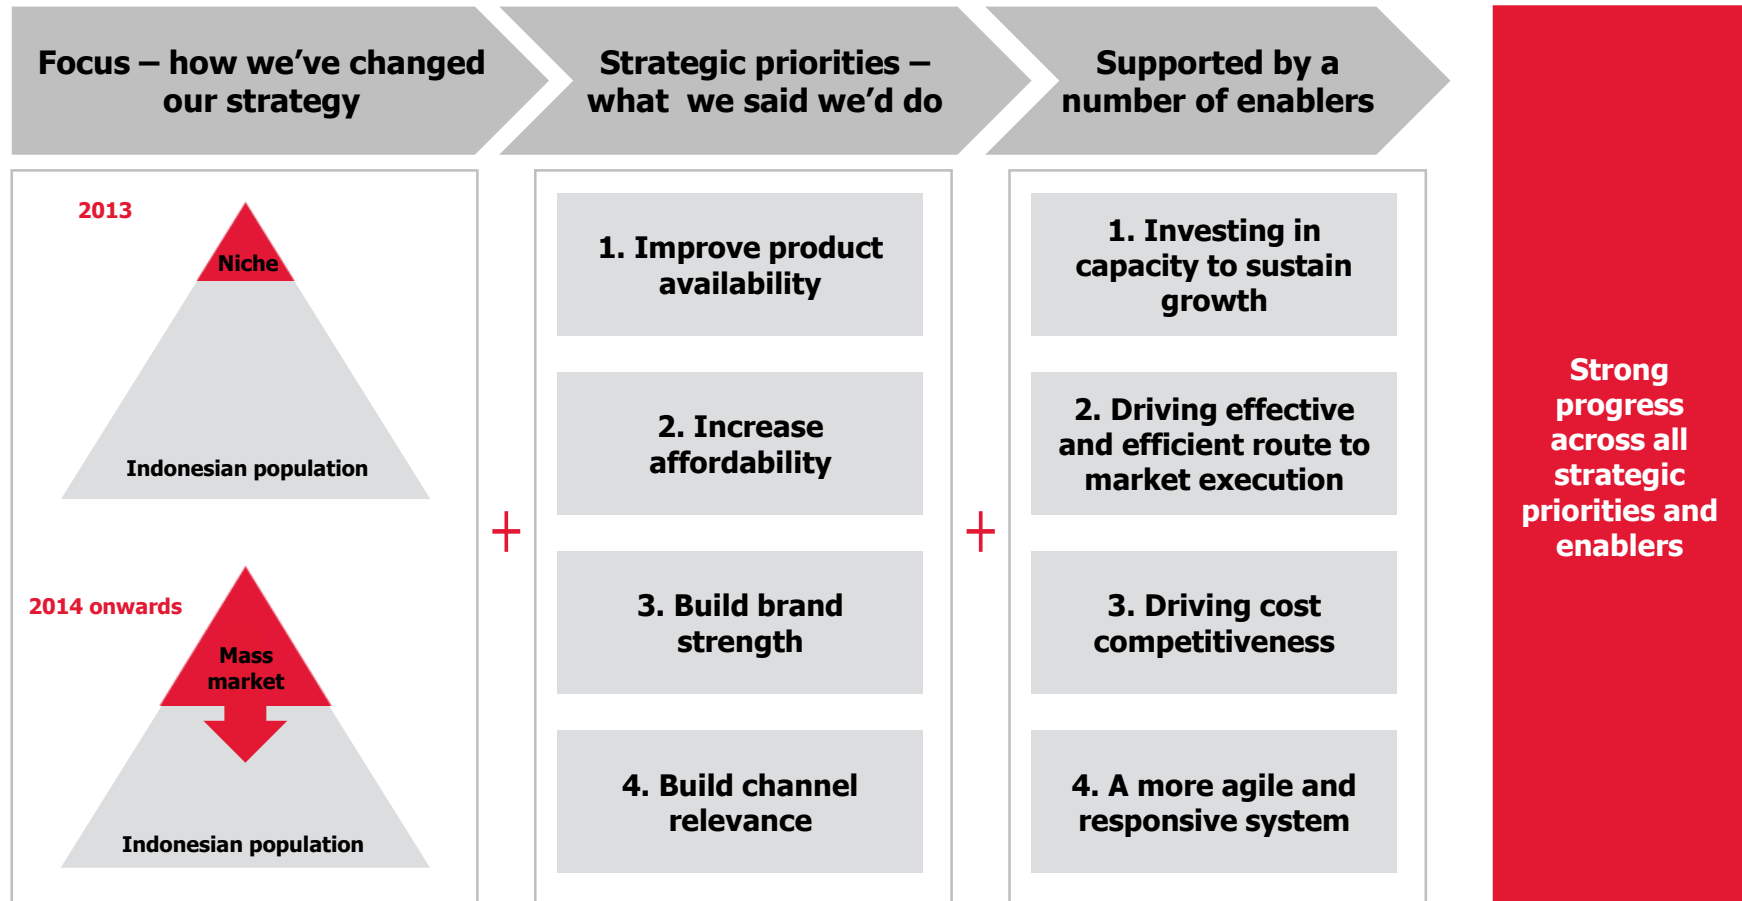 Focus – how we've changed
our strategy
Strategic priorities –
what we said we'd do
Supported by a
number of enablers
2013
Niche
Indonesian population
2014 onwards
Mass
market
Indonesian population
+
1. Improve product
availability
2. Increase
affordability
3. Build brand
strength
4. Build channel
relevance
+
1. Investing in
capacity to sustain
growth
2. Driving effective
and efficient route to
market execution
3. Driving cost
competitiveness
4. A more agile and
responsive system
Strong
progress
across all
strategic
priorities and
enablers